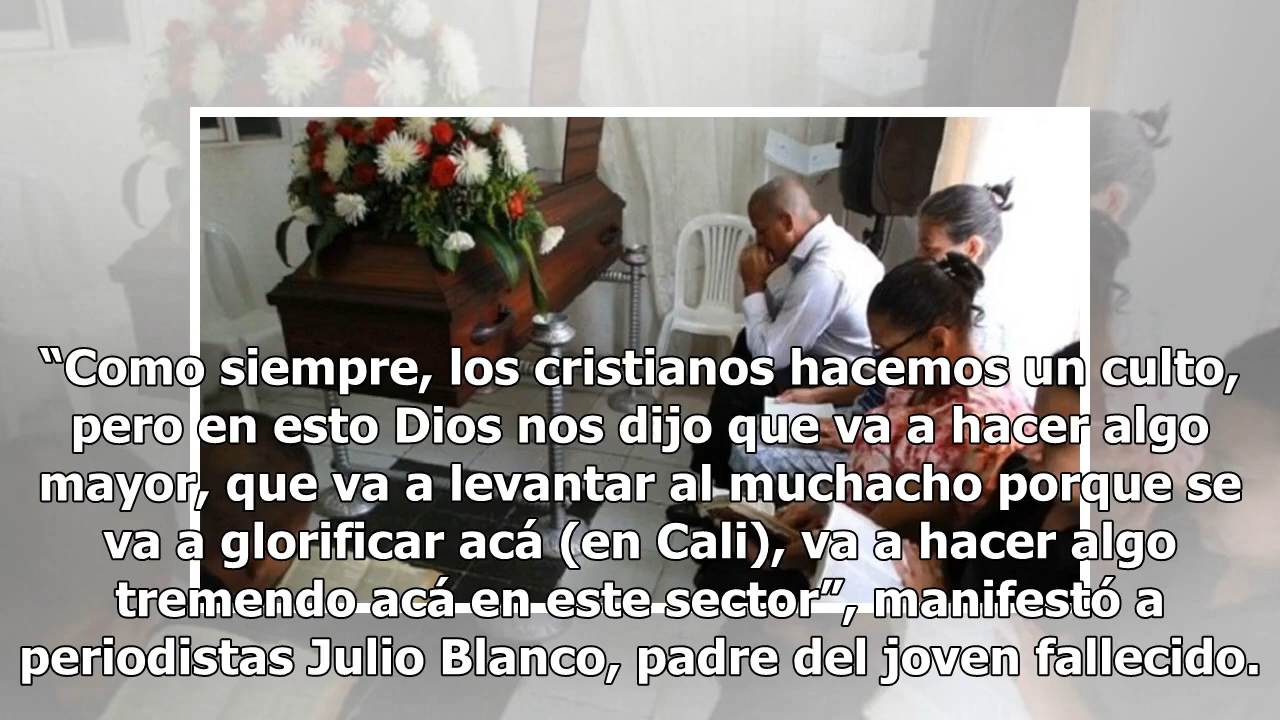 “Como siempre, los cristianos hacemos un culto,
pero en esto Dios nos dijo que va a hacer algo
mayor, que va a levantar al muchacho porque se
va a glorificar acá (en Cali), va a hacer algo
tremendo acá en este sector”, manifestó a
periodistas Julio Blanco, padre del joven fallecido.